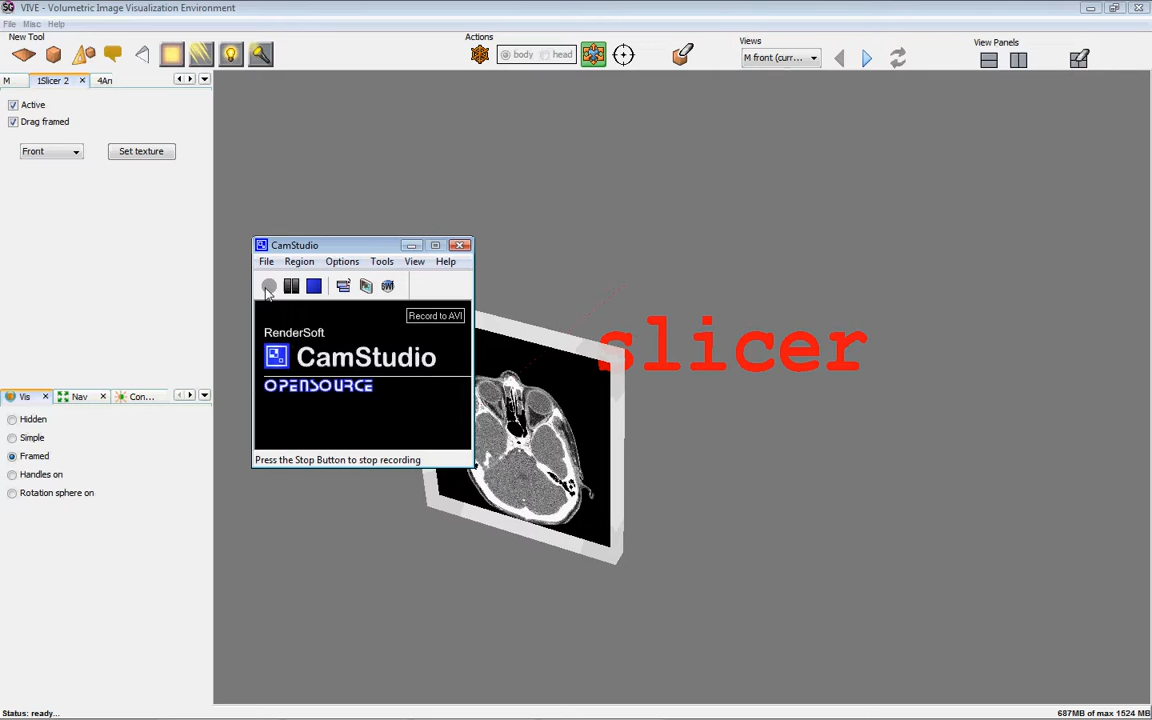 VIVE - Volumetric Image Visualization Environment
File Misc Help
New Tool
Actions
body head
Views
M front (curr...
View Panels
M 1Slicer 2 4An
Active
Drag framed
Front Set texture
CamStudio
File Region Options Tools View Help
Record to AVI
RenderSoft
CamStudio
OPENSOURCE
Press the Stop Button to stop recording
slicer
Vis Nav Con...
Hidden
Simple
Framed
Handles on
Rotation sphere on
Status: ready...
687MB of max 1524 MB